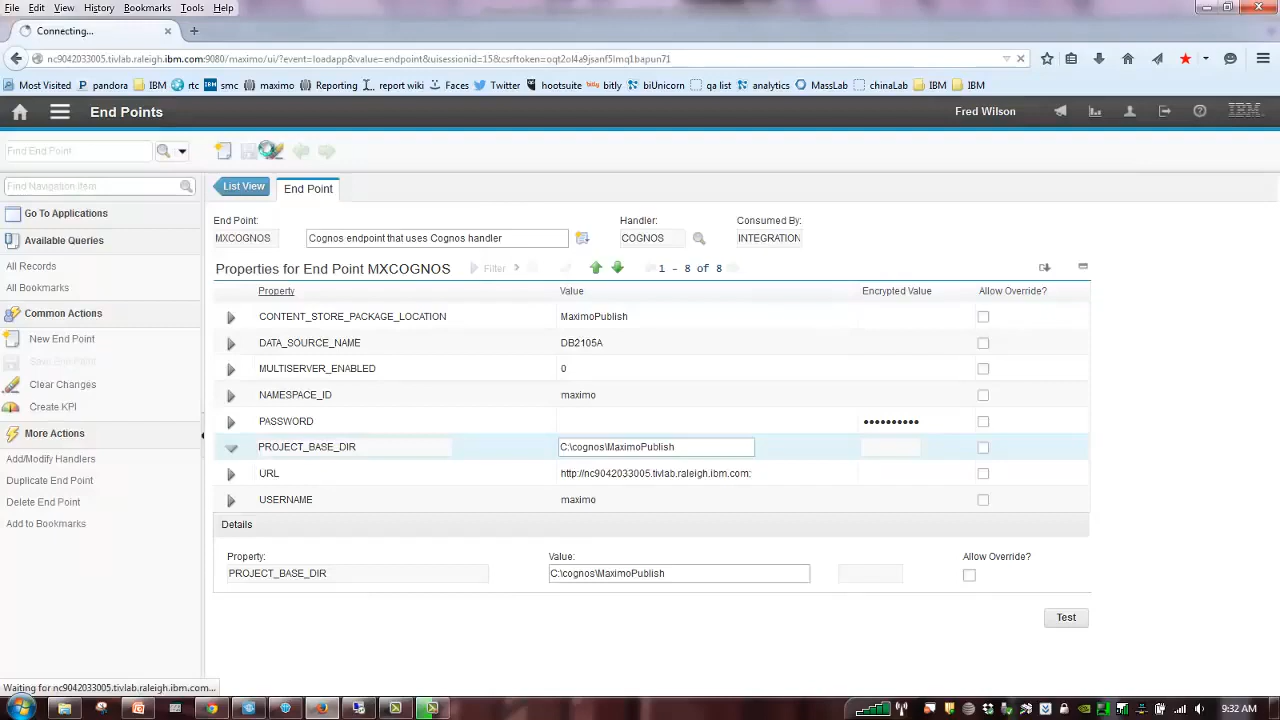 File Edit View History Bookmarks Tools Help
Connecting...
nc9042033005.tivlab.raleigh.ibm.com:9080/maximo/ui/?event=loadapp&value=endpoint&uisessionid=15&csrftoken=oqt2ol4a9jsanf5lmq1bapun71
Most Visited pandora IBM rtc smc maximo Reporting report wiki Faces Twitter hootsuite bitly biUnicorn qa list analytics MassLab chinaLab IBM IBM
End Points Fred Wilson IBM
Find End Point
Find Navigation Item
List View End Point
Go To Applications
Available Queries
All Records
All Bookmarks
Common Actions
New End Point
Save End Point
Clear Changes
Create KPI
More Actions
Add/Modify Handlers
Duplicate End Point
Delete End Point
Add to Bookmarks
End Point: Handler: Consumed By:
MXCOGNOS Cognos endpoint that uses Cognos handler COGNOS INTEGRATION
Properties for End Point MXCOGNOS Filter 1 - 8 of 8
Property Value Encrypted Value Allow Override?
CONTENT_STORE_PACKAGE_LOCATION MaximoPublish
DATA_SOURCE_NAME DB2105A
MULTISERVER_ENABLED 0
NAMESPACE_ID maximo
PASSWORD ••••••••••
PROJECT_BASE_DIR C:\cognos\MaximoPublish
URL http://nc9042033005.tivlab.raleigh.ibm.com:
USERNAME maximo
Details
Property: Value: Allow Override?
PROJECT_BASE_DIR C:\cognos\MaximoPublish
Test
Waiting for nc9042033005.tivlab.raleigh.ibm.com...
9:32 AM